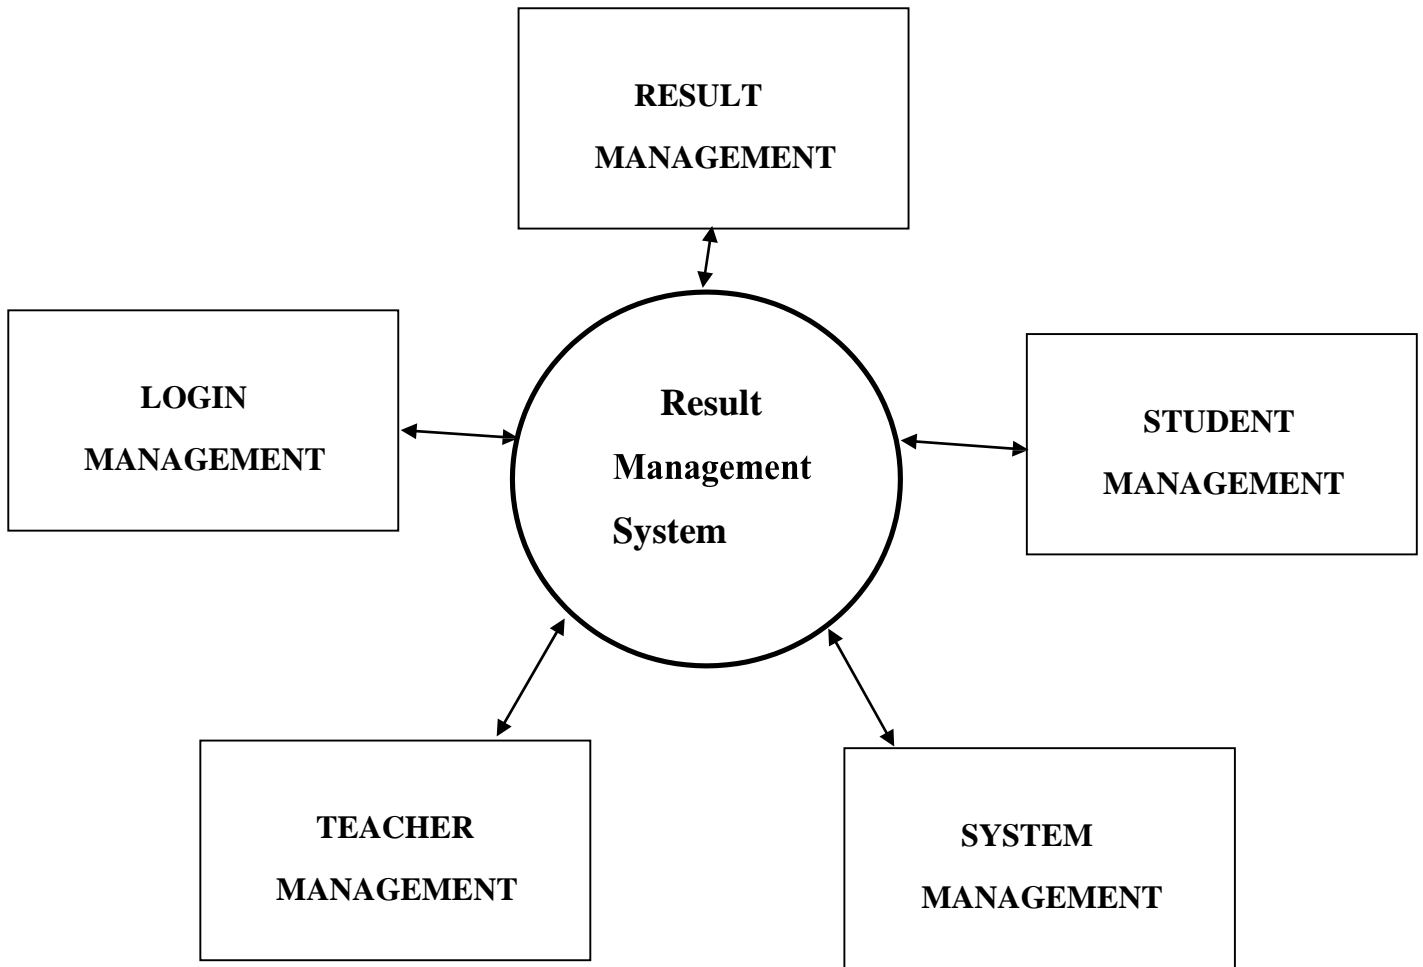 RESULT
MANAGEMENT
LOGIN
MANAGEMENT
Result
Management
System
STUDENT
MANAGEMENT
TEACHER
MANAGEMENT
SYSTEM
MANAGEMENT